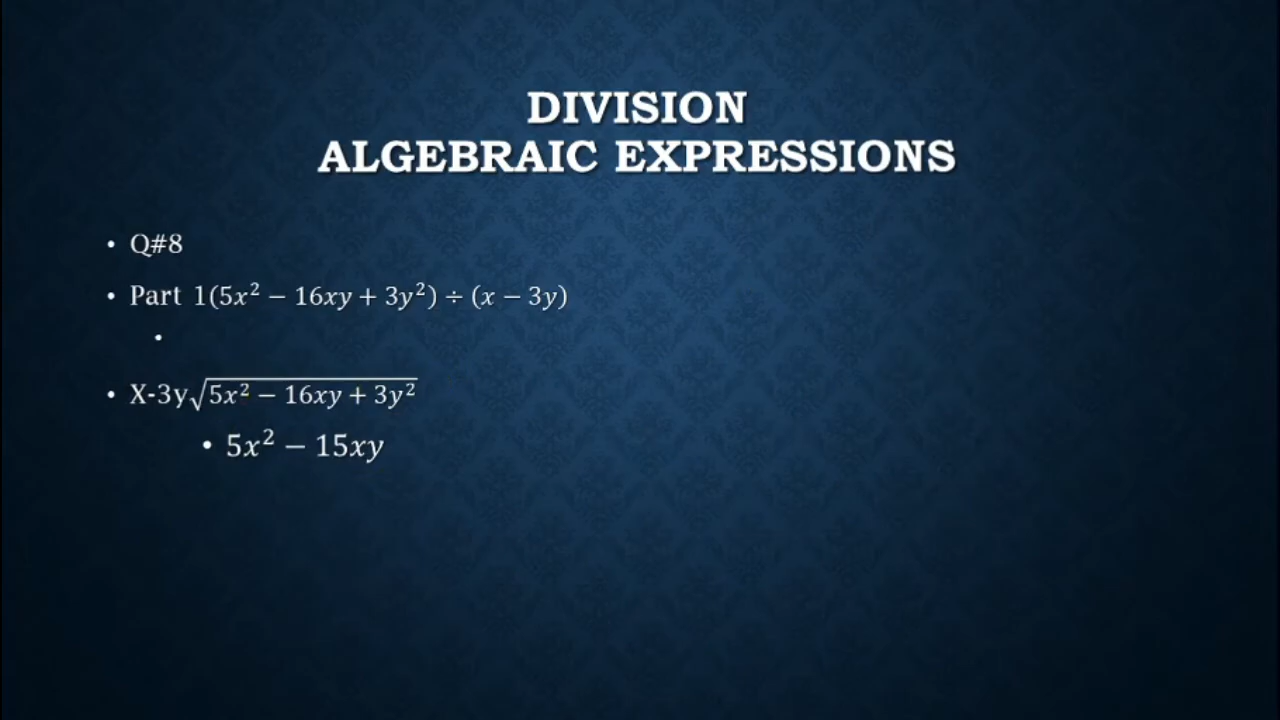 DIVISION
ALGEBRAIC EXPRESSIONS
• Q#8
• Part 1(5x² − 16xy + 3y²) ÷ (x − 3y)
•
• X-3y√5x² − 16xy + 3y²
• 5x² − 15xy